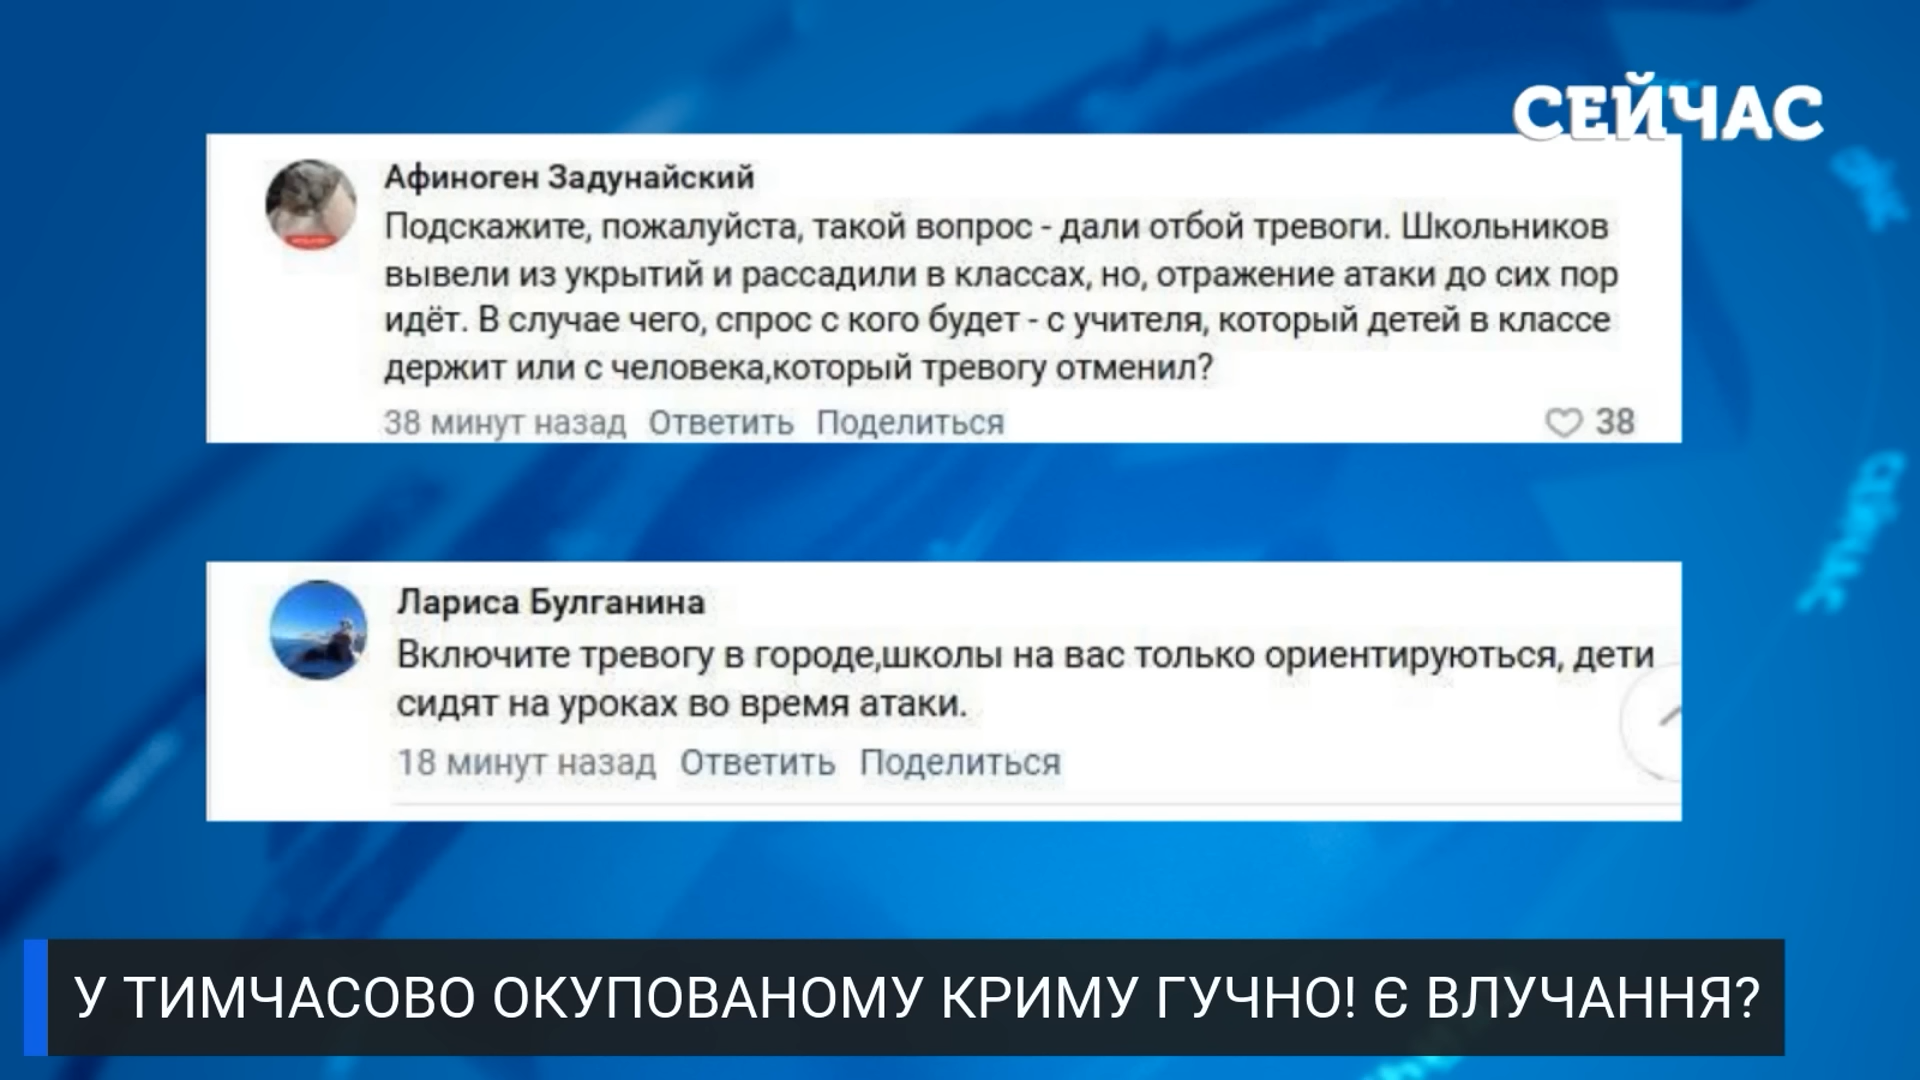 СЕЙЧАС
Афиноген Задунайский
Подскажите, пожалуйста, такой вопрос - дали отбой тревоги. Школьников
вывели из укрытий и рассадили в классах, но, отражение атаки до сих пор
идёт. В случае чего, спрос с кого будет - с учителя, который детей в классе
держит или с человека,который тревогу отменил?
38 минут назад Ответить Поделиться 38
Лариса Булганина
Включите тревогу в городе,школы на вас только ориентируються, дети
сидят на уроках во время атаки.
18 минут назад Ответить Поделиться
У ТИМЧАСОВО ОКУПОВАНОМУ КРИМУ ГУЧНО! Є ВЛУЧАННЯ?